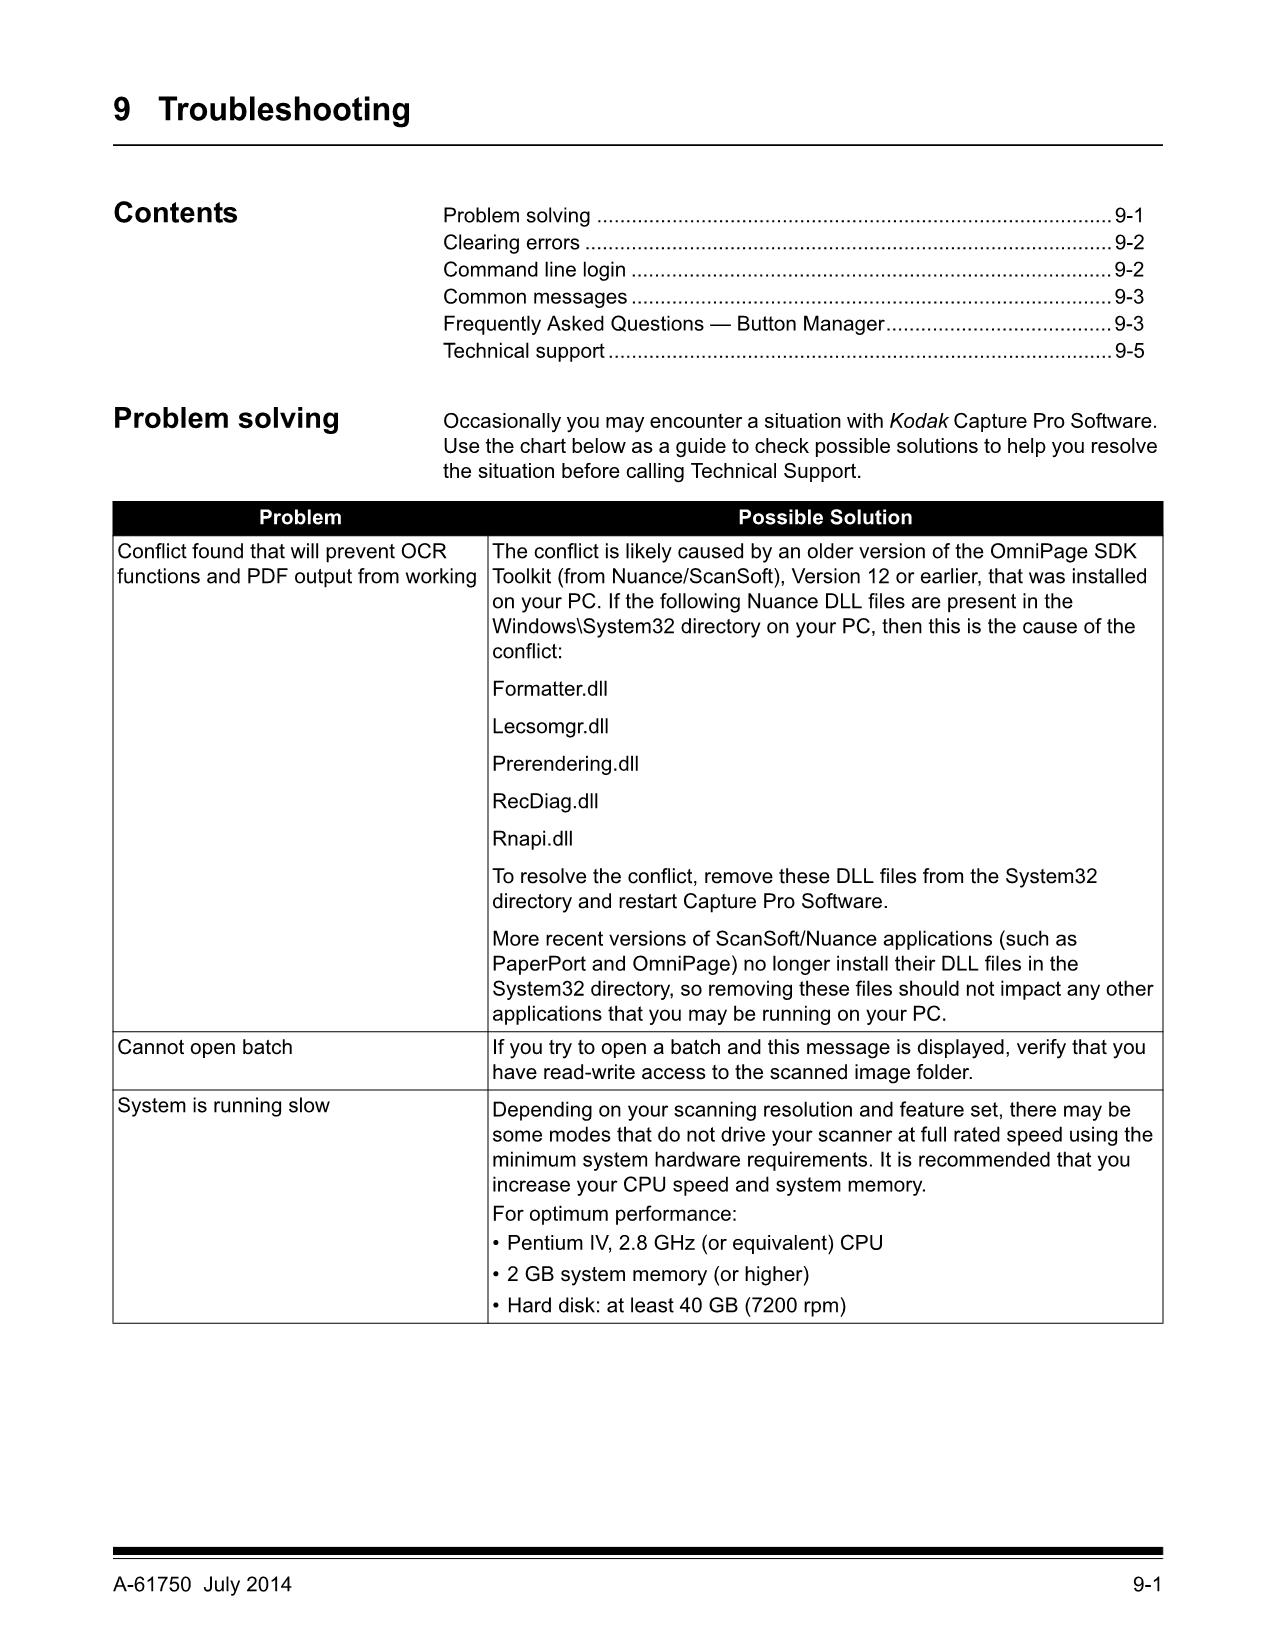 9 Troubleshooting
Contents
Problem solving ......................................................................................... 9-1
Clearing errors ........................................................................................... 9-2
Command line login ................................................................................... 9-2
Common messages ................................................................................... 9-3
Frequently Asked Questions — Button Manager....................................... 9-3
Technical support ....................................................................................... 9-5
Problem solving
Occasionally you may encounter a situation with Kodak Capture Pro Software.
Use the chart below as a guide to check possible solutions to help you resolve
the situation before calling Technical Support.
Problem Possible Solution
Conflict found that will prevent OCR
functions and PDF output from working
The conflict is likely caused by an older version of the OmniPage SDK
Toolkit (from Nuance/ScanSoft), Version 12 or earlier, that was installed
on your PC. If the following Nuance DLL files are present in the
Windows\System32 directory on your PC, then this is the cause of the
conflict:
Formatter.dll
Lecsomgr.dll
Prerendering.dll
RecDiag.dll
Rnapi.dll
To resolve the conflict, remove these DLL files from the System32
directory and restart Capture Pro Software.
More recent versions of ScanSoft/Nuance applications (such as
PaperPort and OmniPage) no longer install their DLL files in the
System32 directory, so removing these files should not impact any other
applications that you may be running on your PC.
Cannot open batch
If you try to open a batch and this message is displayed, verify that you
have read-write access to the scanned image folder.
System is running slow
Depending on your scanning resolution and feature set, there may be
some modes that do not drive your scanner at full rated speed using the
minimum system hardware requirements. It is recommended that you
increase your CPU speed and system memory.
For optimum performance:
• Pentium IV, 2.8 GHz (or equivalent) CPU
• 2 GB system memory (or higher)
• Hard disk: at least 40 GB (7200 rpm)
A-61750 July 2014 9-1